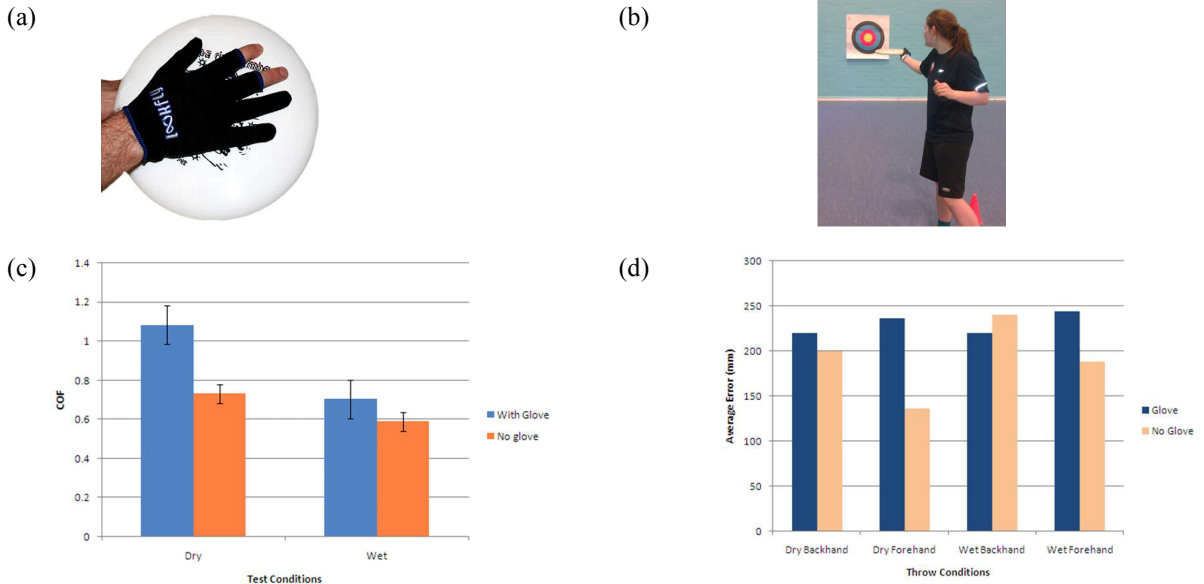 (a)
(b)
LOOKFLY
(c)
1.4
1.2
1
0.8
0.6
0.4
0.2
0
COF
Dry
Wet
Test Conditions
With Glove
No glove
(d)
300
250
200
150
100
50
0
Average Error (mm)
Dry Backhand
Dry Forehand
Wet Backhand
Wet Forehand
Throw Conditions
Glove
No Glove